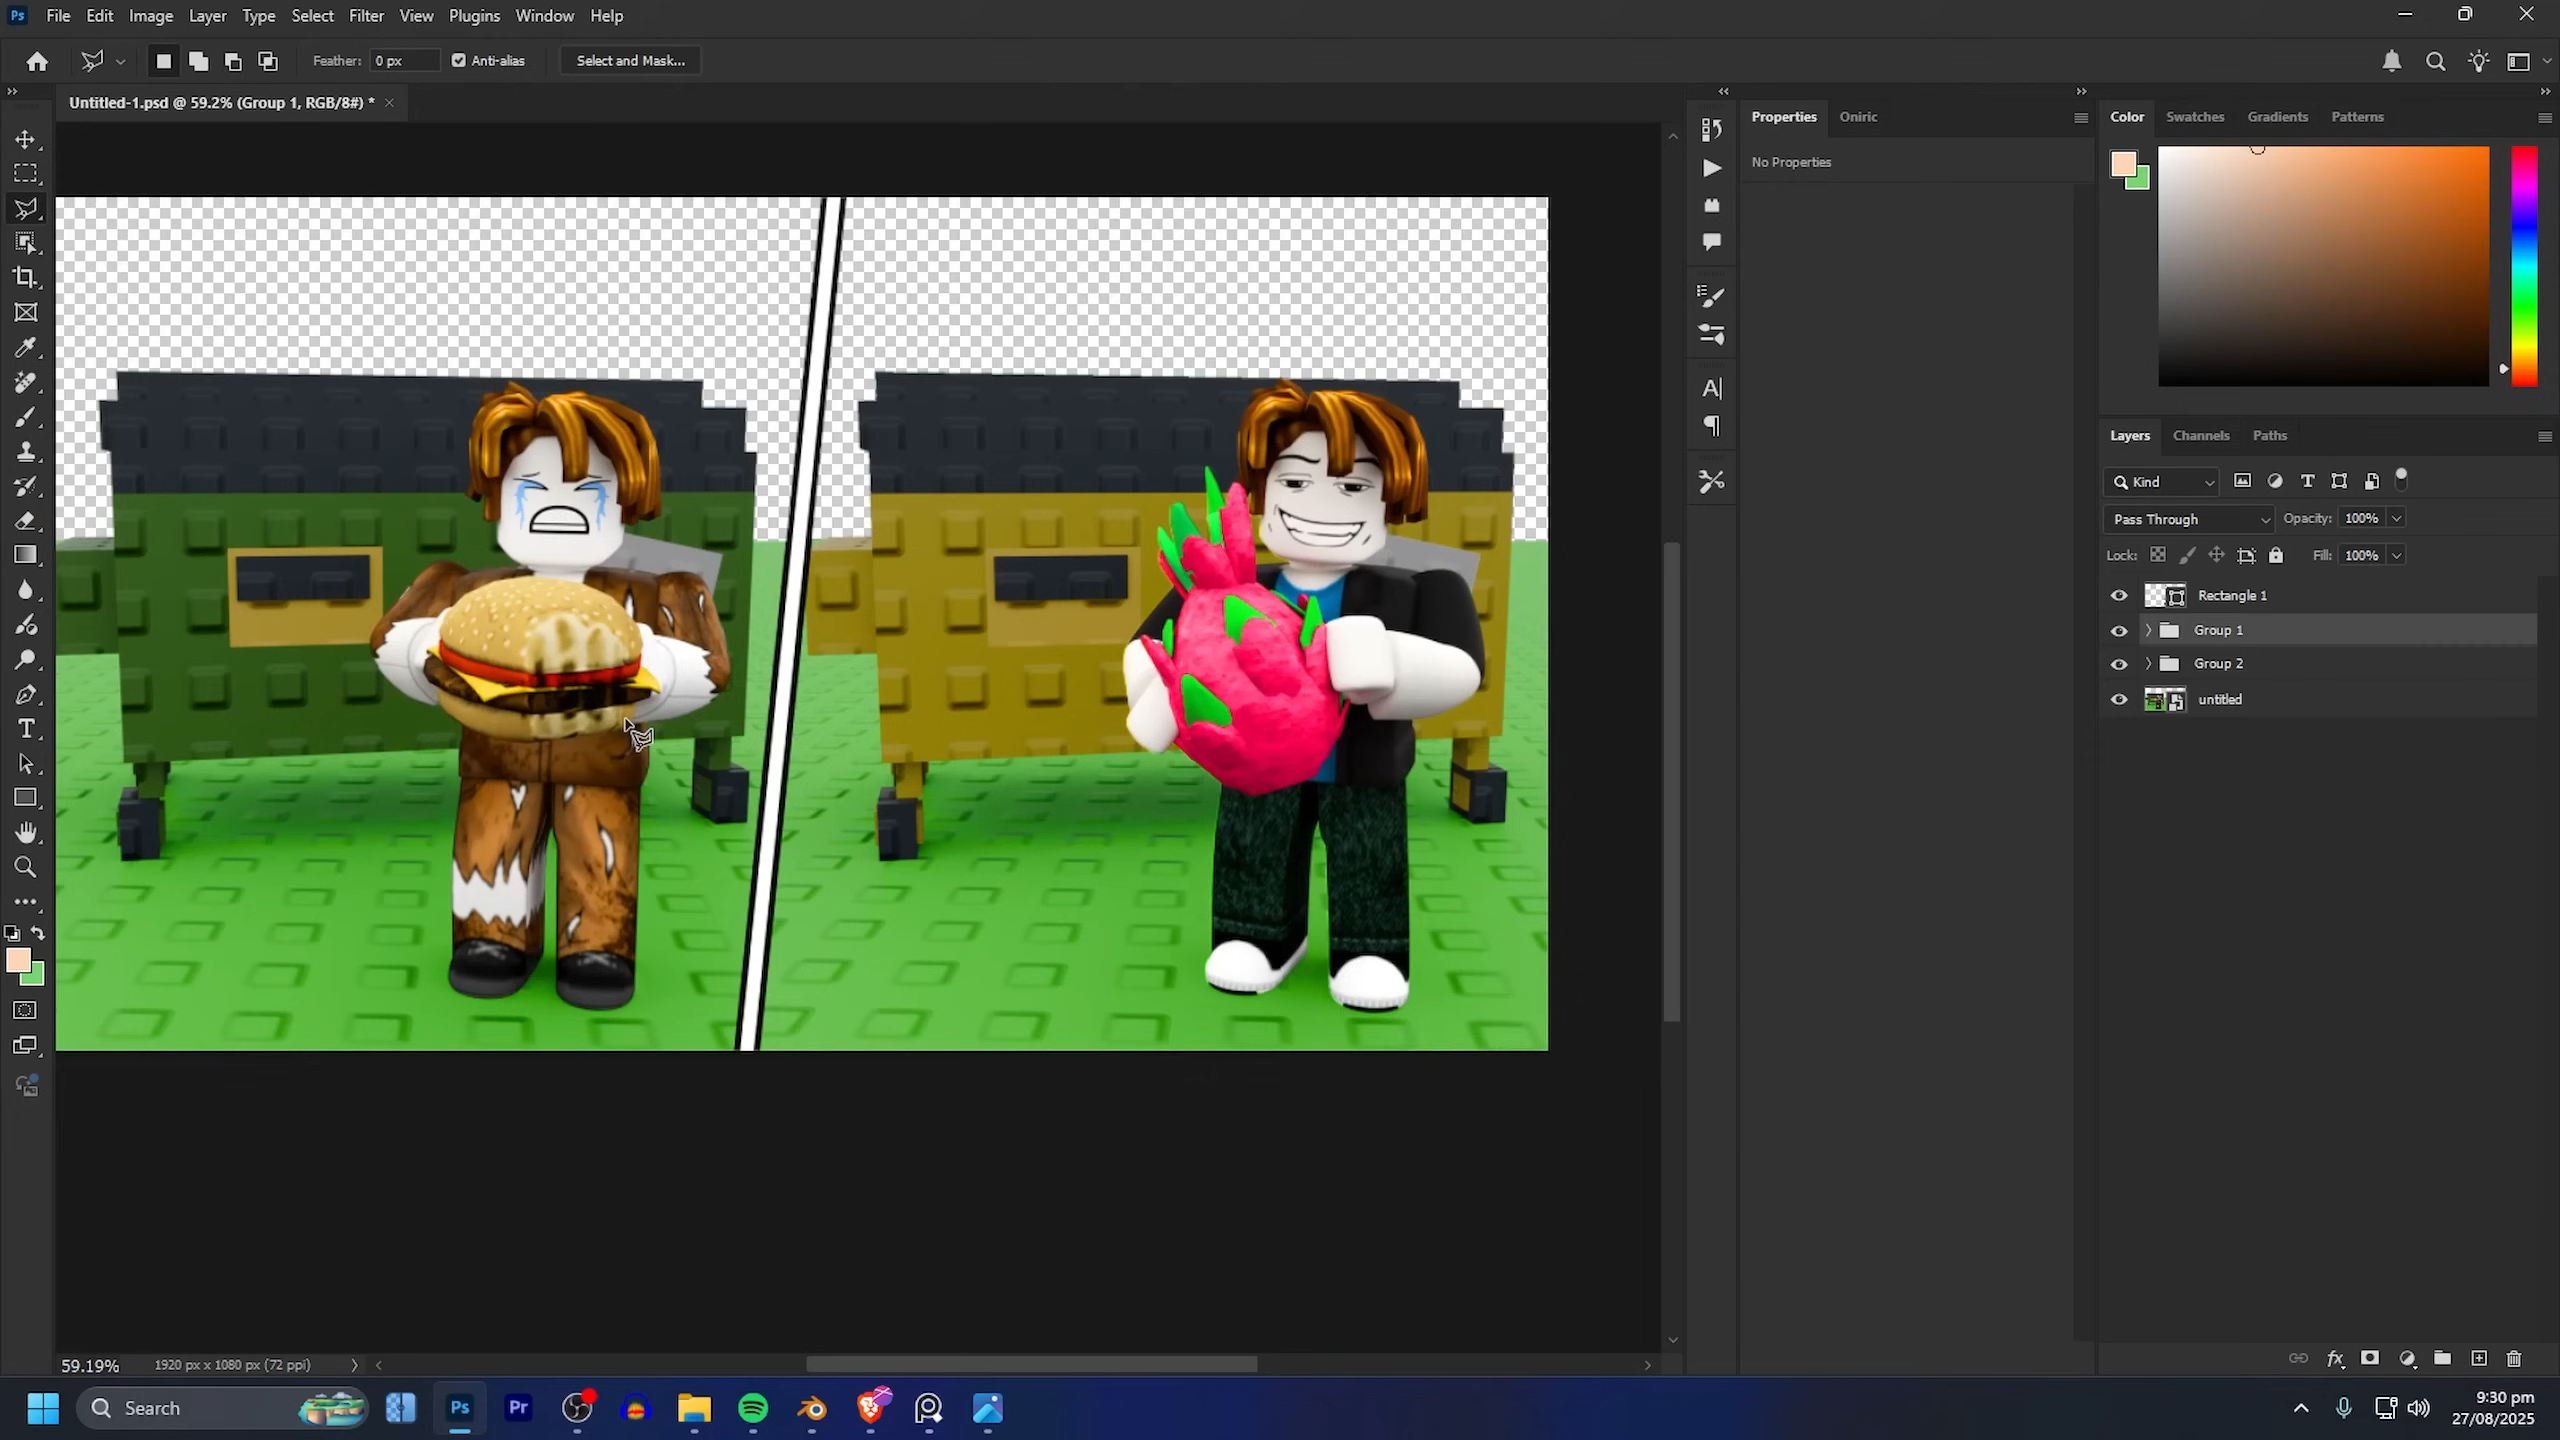 Ps File Edit Image Layer Type Select Filter View Plugins Window Help
Feather: 0 px Anti-alias Select and Mask...
Untitled-1.psd @ 59.2% (Group 1, RGB/8#) * ×
Properties Oniric
No Properties
Color Swatches Gradients Patterns
Layers Channels Paths
Kind
Pass Through Opacity: 100%
Lock: Fill: 100%
Rectangle 1
Group 1
Group 2
untitled
59.19% 1920 px x 1080 px (72 ppi)
Search Ps Pr
9:30 pm
27/08/2025